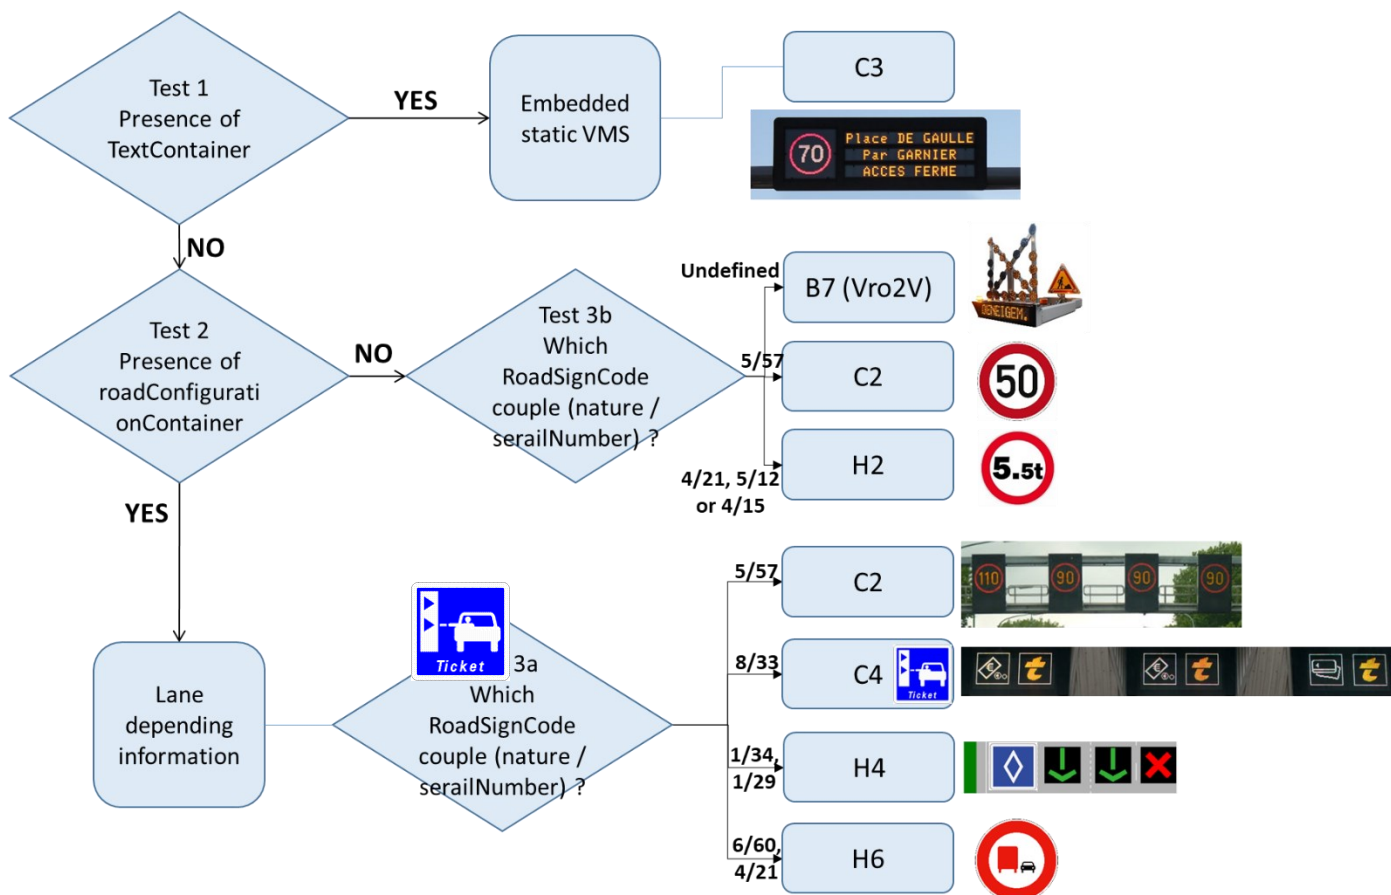 Test 1
Presence of
TextContainer
YES
Embedded
static VMS
C3
70
Place DE GAULLE
Par GARNIER
ACCES FERME
NO
Test 2
Presence of
roadConfigurati
onContainer
NO
Test 3b
Which
RoadSignCode
couple (nature /
serailNumber) ?
Undefined
B7 (Vro2V)
DENEIGEM.
5/57
C2
50
4/21, 5/12
or 4/15
H2
5.5t
YES
Lane
depending
information
Ticket
3a
Which
RoadSignCode
couple (nature /
serailNumber) ?
5/57
C2
110
90
90
90
8/33
C4
Ticket
t
t
t
1/34,
1/29
H4
6/60,
4/21
H6